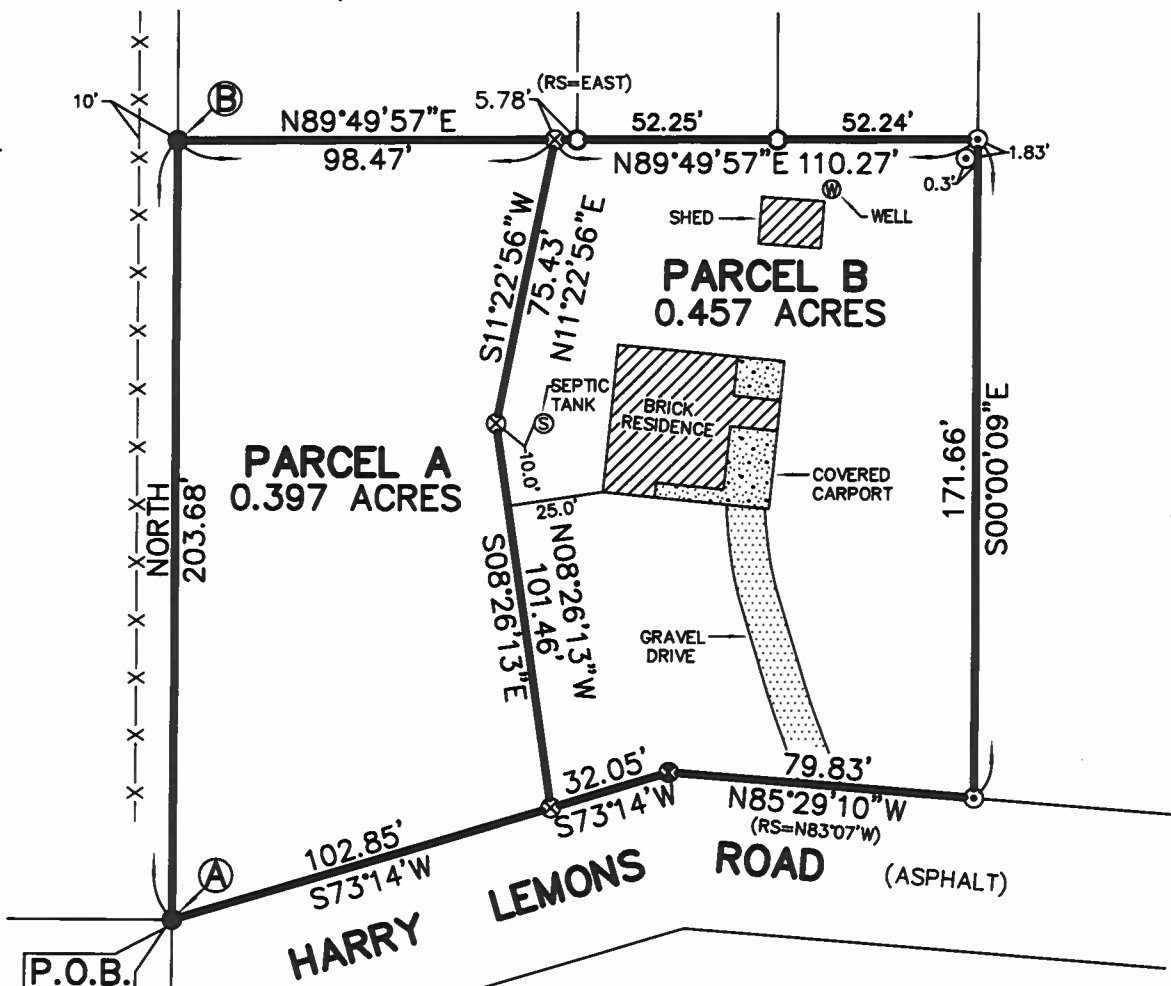 10'
B
N89°49'57"E
98.47'
(RS=EAST)
5.78'
52.25'
52.24'
N89°49'57"E 110.27'
1.83'
0.3'
W
WELL
SHED
S11°22'56"W
75.43'
N11°22'56"E
PARCEL B
0.457 ACRES
SEPTIC
TANK
S
BRICK
RESIDENCE
COVERED
CARPORT
PARCEL A
0.397 ACRES
10.0'
25.0'
NORTH
203.68'
S08°26'13"E
101.46'
N08°26'13"W
171.66'
S00°00'09"E
GRAVEL
DRIVE
32.05'
S73°14'W
79.83'
N85°29'10"W
(RS=N83°07'W)
102.85'
S73°14'W
A
HARRY LEMONS ROAD (ASPHALT)
P.O.B.